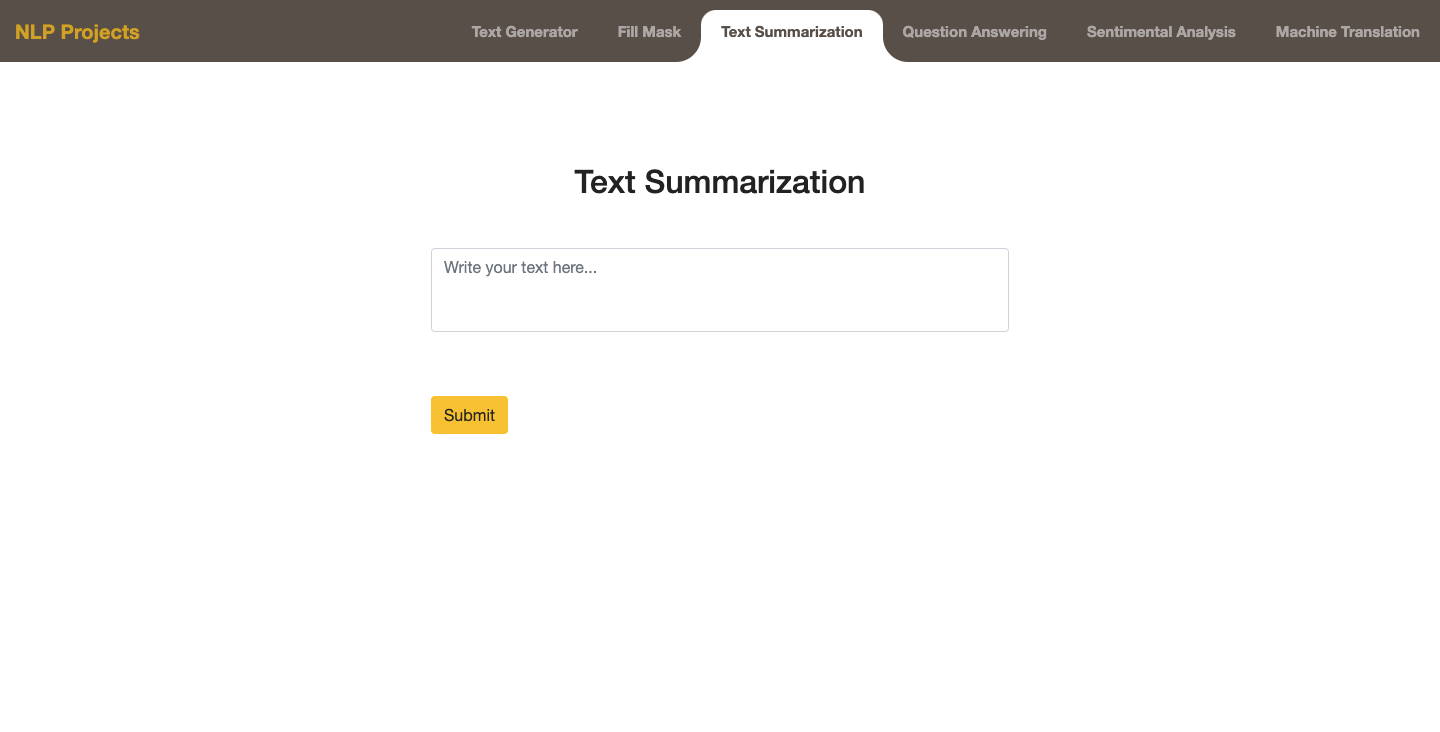 NLP Projects Text Generator Fill Mask Text Summarization Question Answering Sentimental Analysis Machine Translation
Text Summarization
Write your text here...
Submit